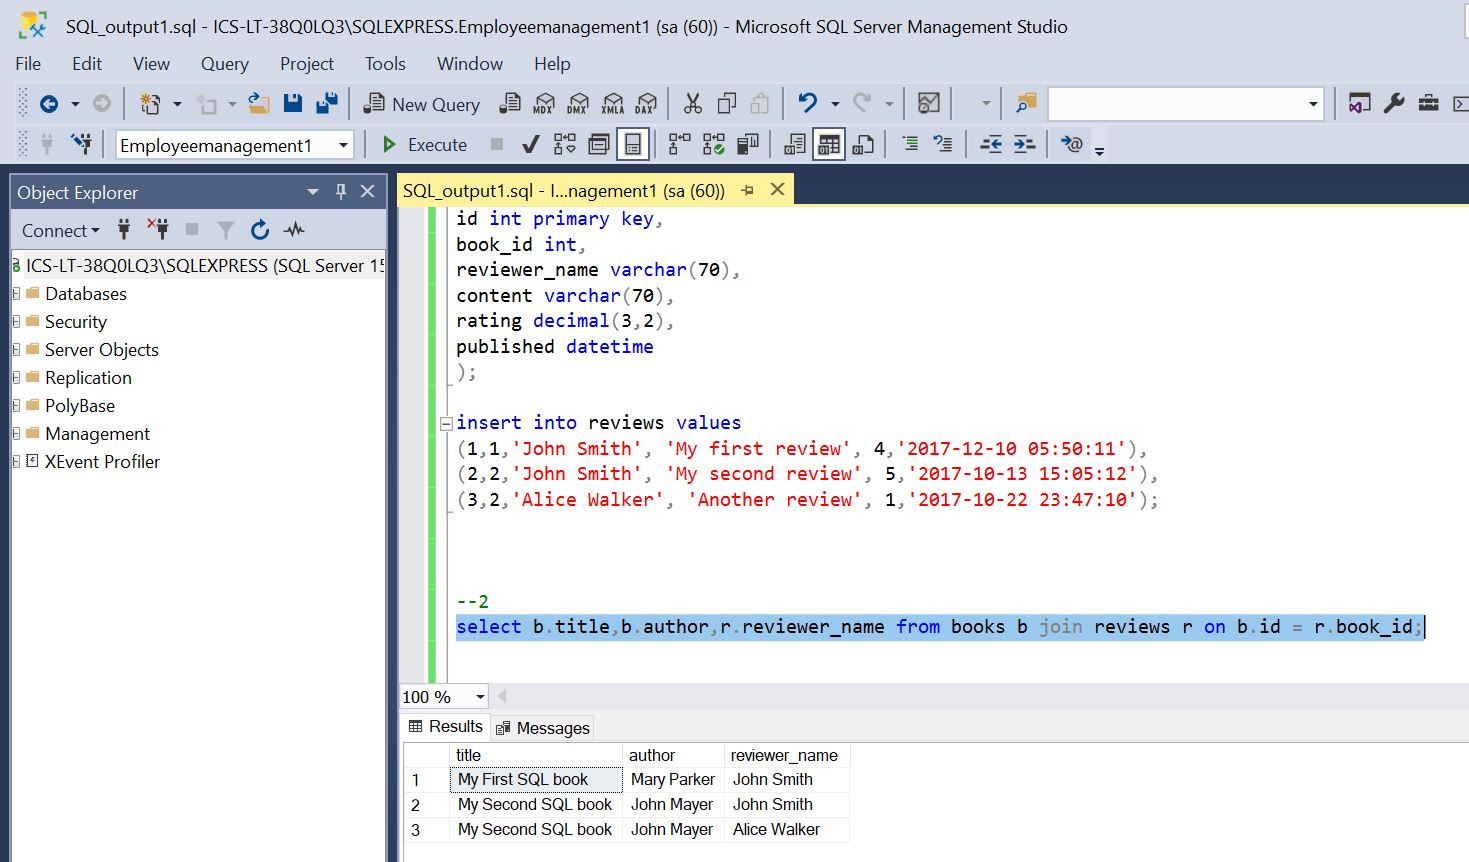 SQL_output1.sql - ICS-LT-38Q0LQ3\SQLEXPRESS.Employeemanagement1 (sa (60)) - Microsoft SQL Server Management Studio
File Edit View Query Project Tools Window Help
New Query MDX DMX XMLA DAX
Employeemanagement1 Execute
Object Explorer
SQL_output1.sql - I...nagement1 (sa (60))
Connect
ICS-LT-38Q0LQ3\SQLEXPRESS (SQL Server 15
Databases
Security
Server Objects
Replication
PolyBase
Management
XEvent Profiler
id int primary key,
book_id int,
reviewer_name varchar(70),
content varchar(70),
rating decimal(3,2),
published datetime
);
insert into reviews values
(1,1,'John Smith', 'My first review', 4,'2017-12-10 05:50:11'),
(2,2,'John Smith', 'My second review', 5,'2017-10-13 15:05:12'),
(3,2,'Alice Walker', 'Another review', 1,'2017-10-22 23:47:10');
--2
select b.title,b.author,r.reviewer_name from books b join reviews r on b.id = r.book_id;
100 %
Results Messages
title author reviewer_name
1 My First SQL book Mary Parker John Smith
2 My Second SQL book John Mayer John Smith
3 My Second SQL book John Mayer Alice Walker